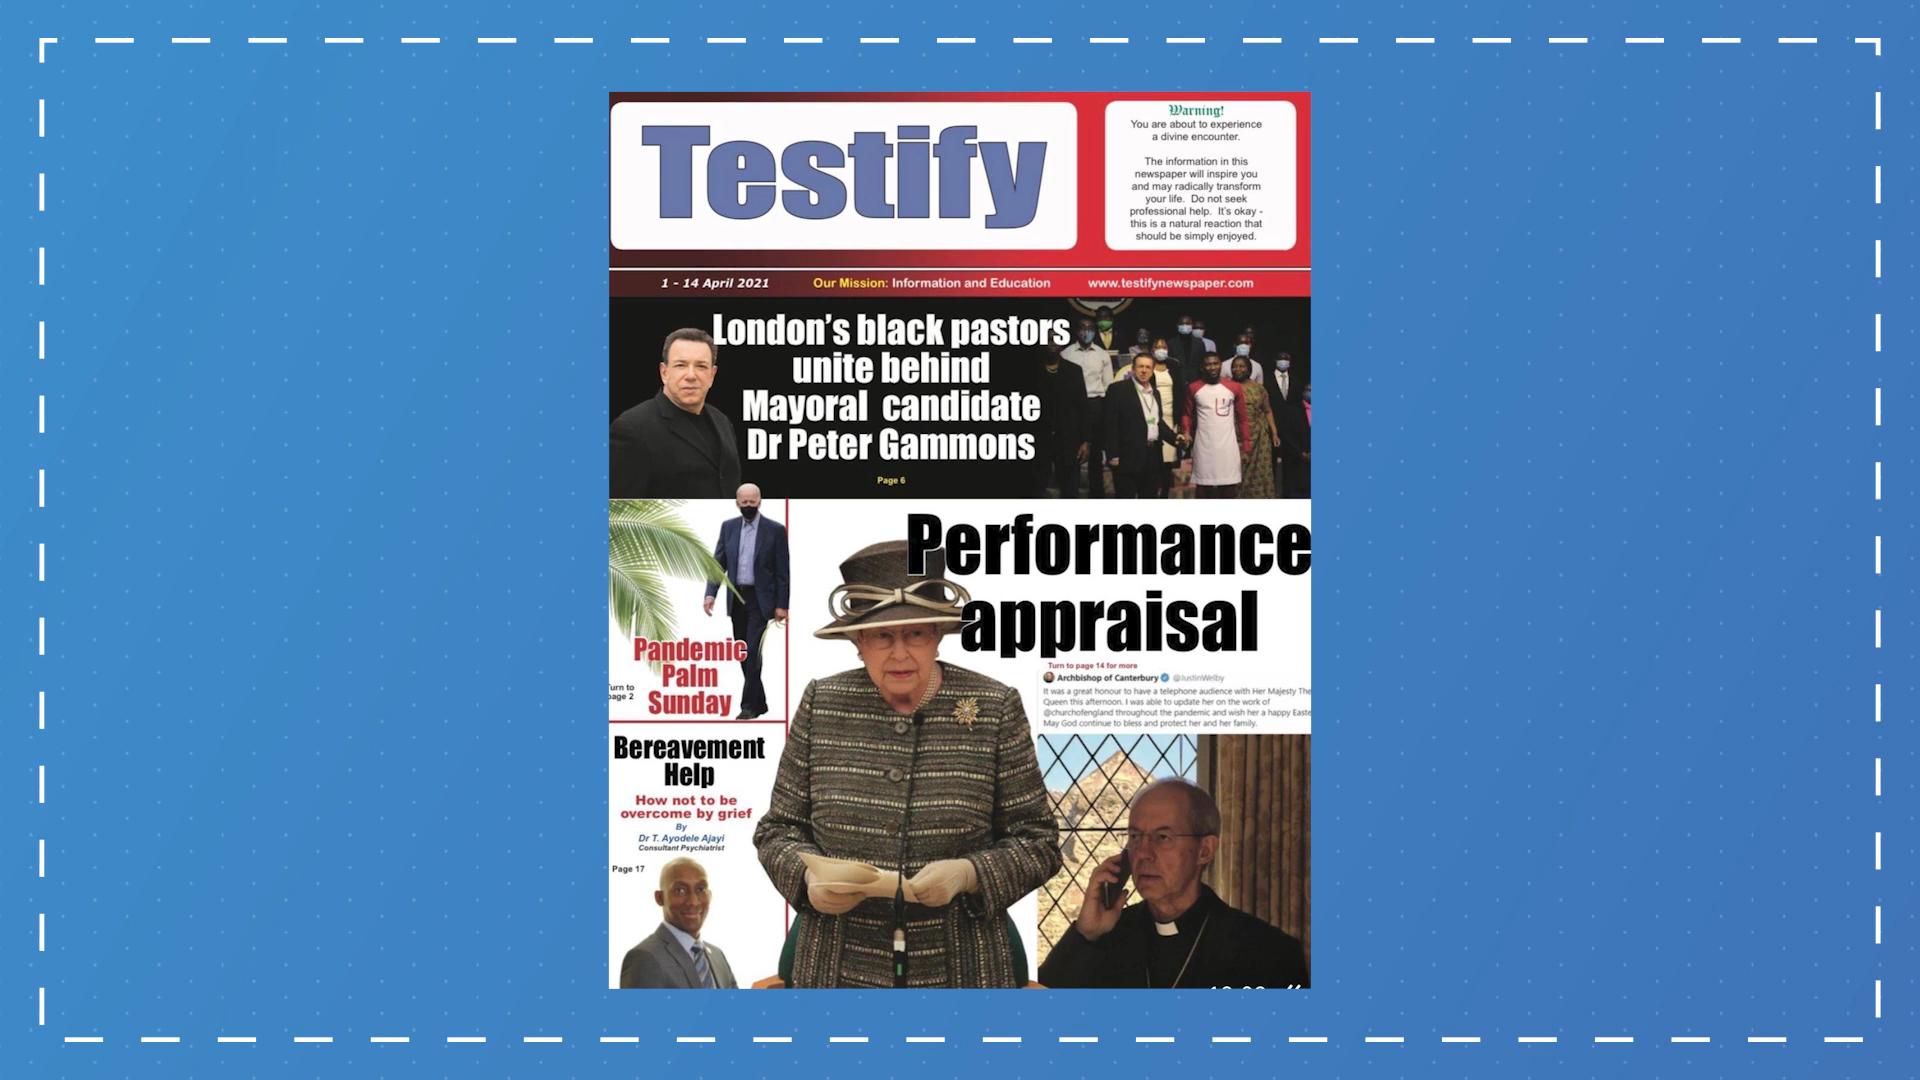 Testify
Warning!
You are about to experience
a divine encounter.
The information in this
newspaper will inspire you
and may radically transform
your life. Do not seek
professional help. It's okay -
this is a natural reaction that
should be simply enjoyed.
1 - 14 April 2021 Our Mission: Information and Education www.testifynewspaper.com
London's black pastors
unite behind
Mayoral candidate
Dr Peter Gammons
Page 6
Pandemic
Palm
Sunday
urn to
page 2
Performance
appraisal
Turn to page 14 for more
Archbishop of Canterbury @JustinWelby
It was a great honour to have a telephone audience with Her Majesty The
Queen this afternoon. I was able to update her on the work of
@churchofengland throughout the pandemic and wish her a happy Easte
May God continue to bless and protect her and her family.
Bereavement
Help
How not to be
overcome by grief
By
Dr T. Ayodele Ajayi
Consultant Psychiatrist
Page 17